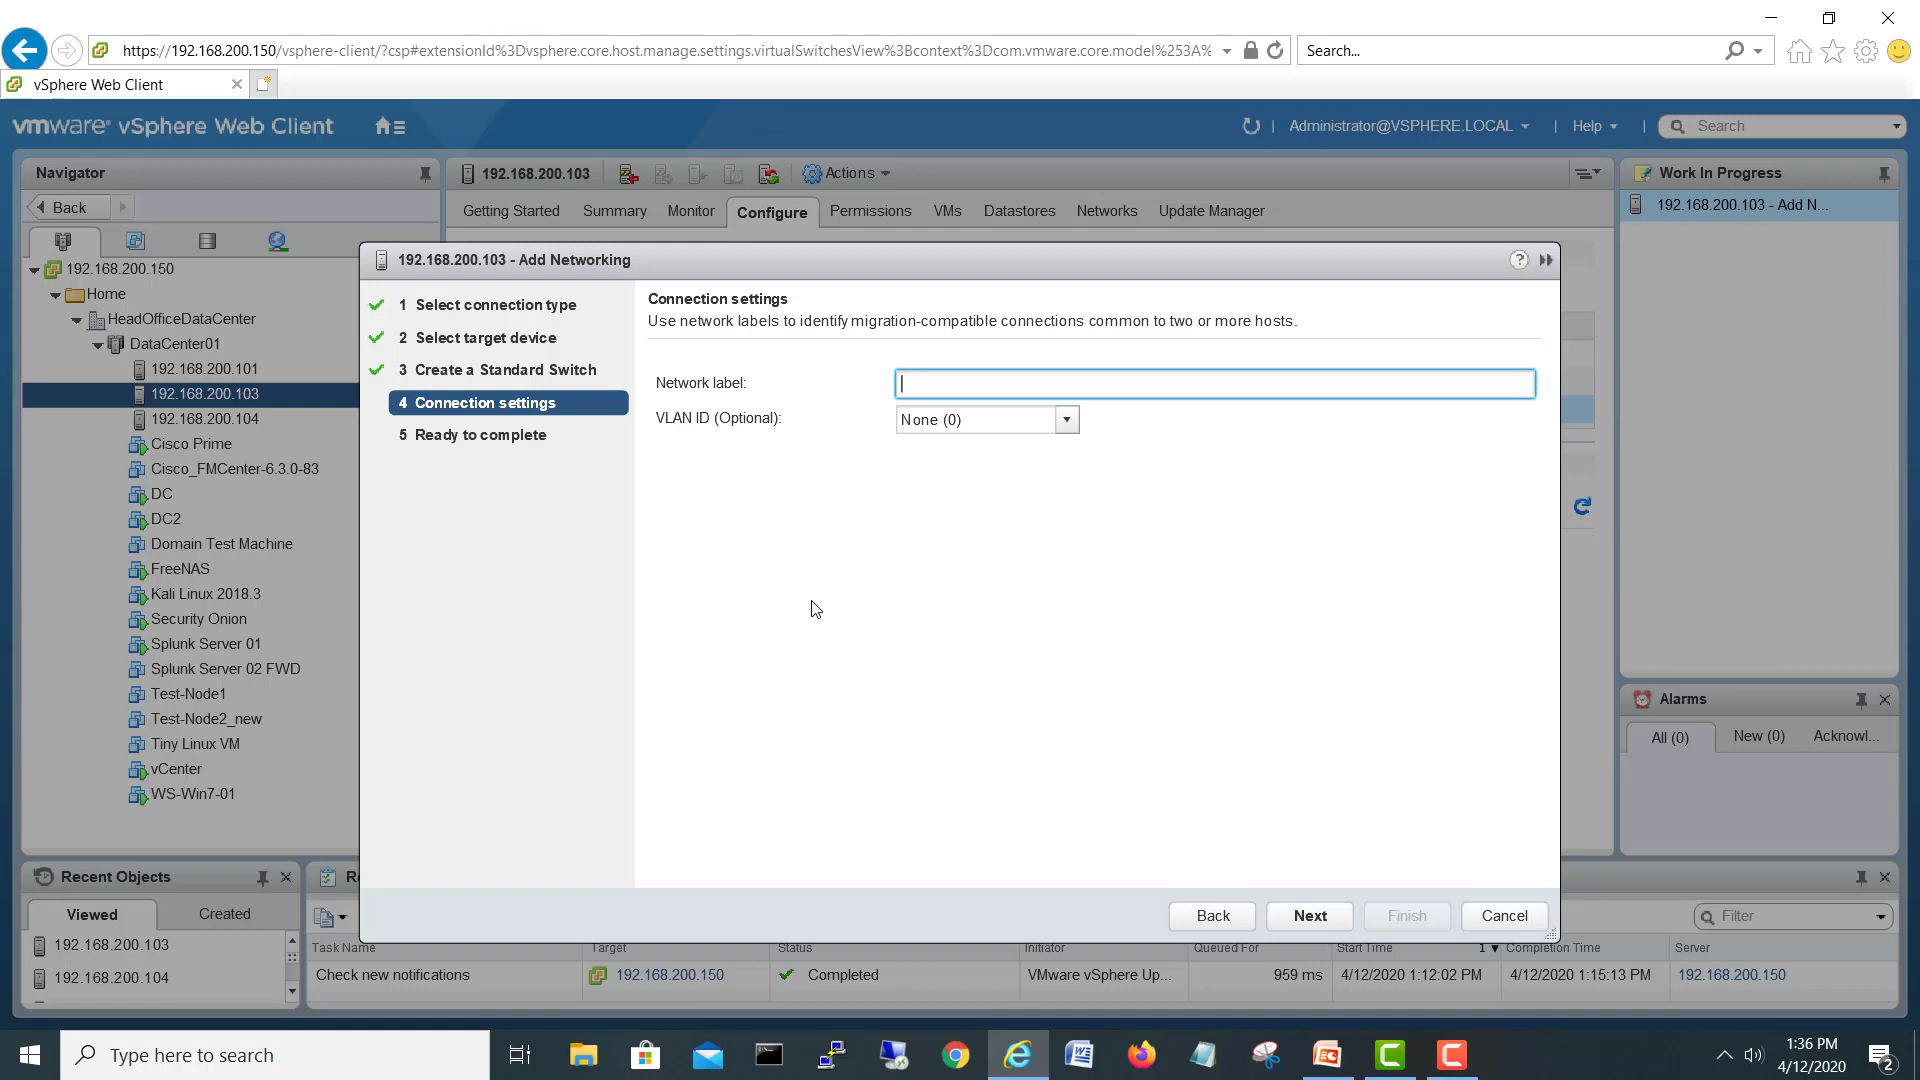 https://192.168.200.150/vsphere-client/?csp#extensionId%3Dvsphere.core.host.manage.settings.virtualSwitchesView%3Bcontext%3Dcom.vmware.core.model%253A%
Search...
vSphere Web Client
vmware® vSphere Web Client
Administrator@VSPHERE.LOCAL
Help
Search
Navigator
192.168.200.103
Actions
Work In Progress
Back
192.168.200.103 - Add N...
Getting Started Summary Monitor Configure Permissions VMs Datastores Networks Update Manager
192.168.200.150
Home
HeadOfficeDataCenter
DataCenter01
192.168.200.101
192.168.200.103
192.168.200.104
Cisco Prime
Cisco_FMCenter-6.3.0-83
DC
DC2
Domain Test Machine
FreeNAS
Kali Linux 2018.3
Security Onion
Splunk Server 01
Splunk Server 02 FWD
Test-Node1
Test-Node2_new
Tiny Linux VM
vCenter
WS-Win7-01
192.168.200.103 - Add Networking
1 Select connection type
2 Select target device
3 Create a Standard Switch
4 Connection settings
5 Ready to complete
Connection settings
Use network labels to identify migration-compatible connections common to two or more hosts.
Network label:
VLAN ID (Optional):
None (0)
Back
Next
Finish
Cancel
Alarms
All (0) New (0) Acknowl...
Recent Objects
Viewed
Created
192.168.200.103
192.168.200.104
Filter
Task Name Target Status Initiator Queued For Start Time 1 Completion Time Server
Check new notifications 192.168.200.150 Completed VMware vSphere Up... 959 ms 4/12/2020 1:12:02 PM 4/12/2020 1:15:13 PM 192.168.200.150
Type here to search
1:36 PM
4/12/2020
2